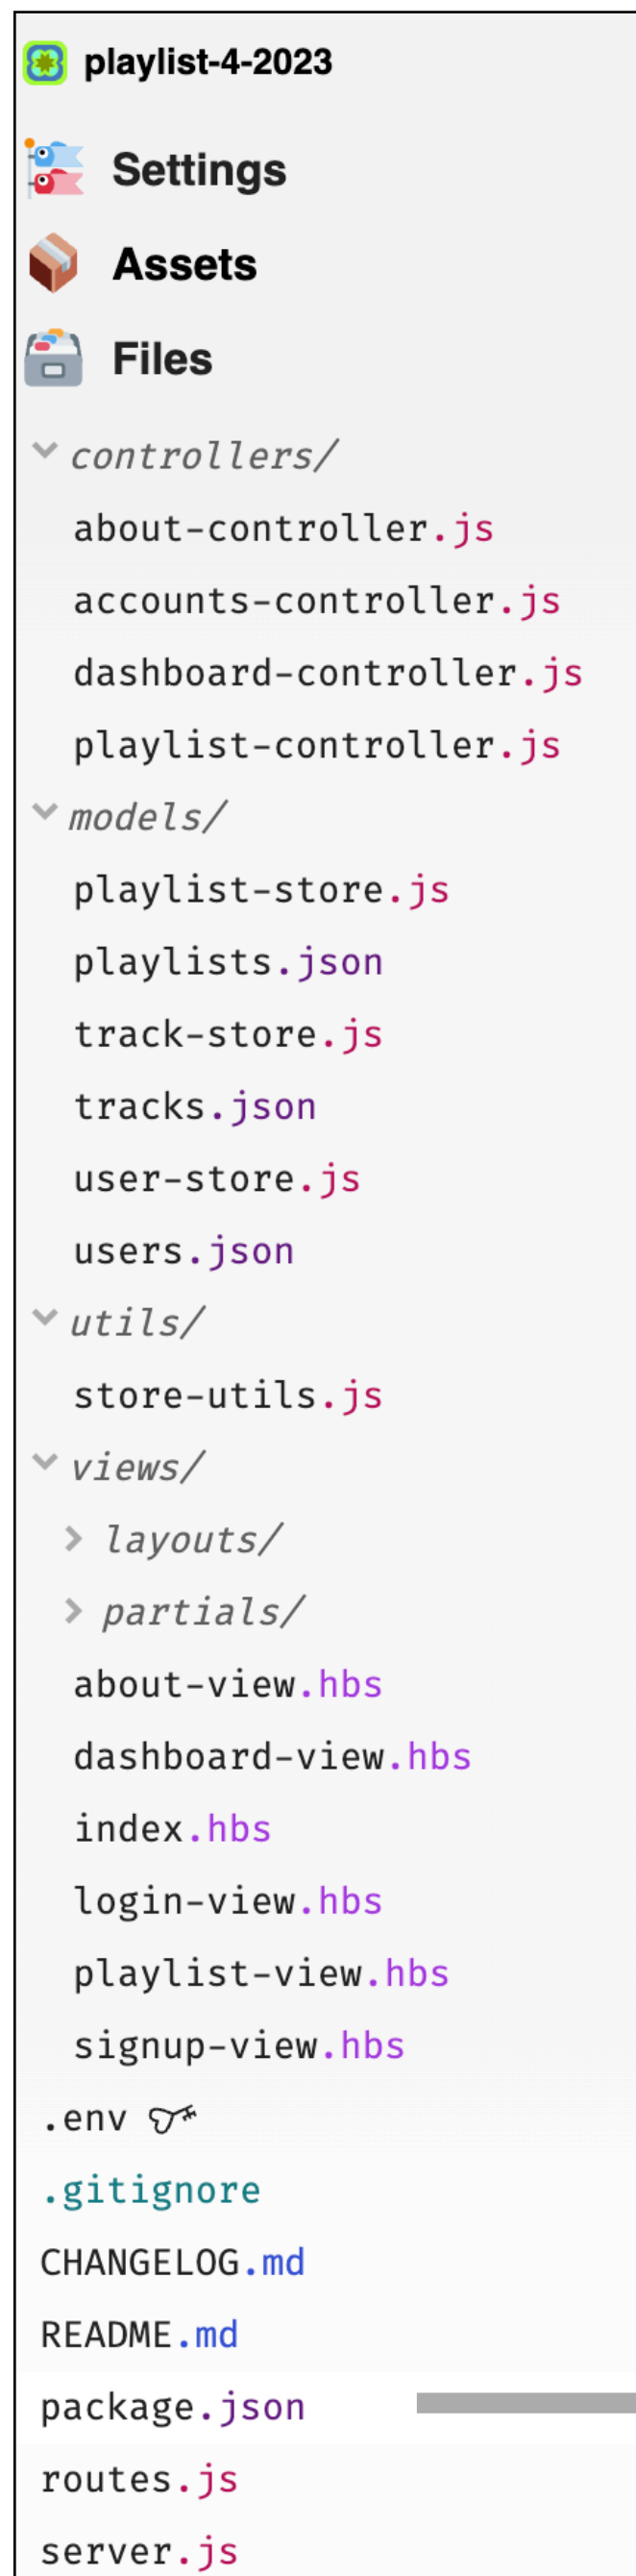 playlist-4-2023
Settings
Assets
Files
controllers/
about-controller.js
accounts-controller.js
dashboard-controller.js
playlist-controller.js
models/
playlist-store.js
playlists.json
track-store.js
tracks.json
user-store.js
users.json
utils/
store-utils.js
views/
layouts/
partials/
about-view.hbs
dashboard-view.hbs
index.hbs
login-view.hbs
playlist-view.hbs
signup-view.hbs
.env
.gitignore
CHANGELOG.md
README.md
package.json
routes.js
server.js